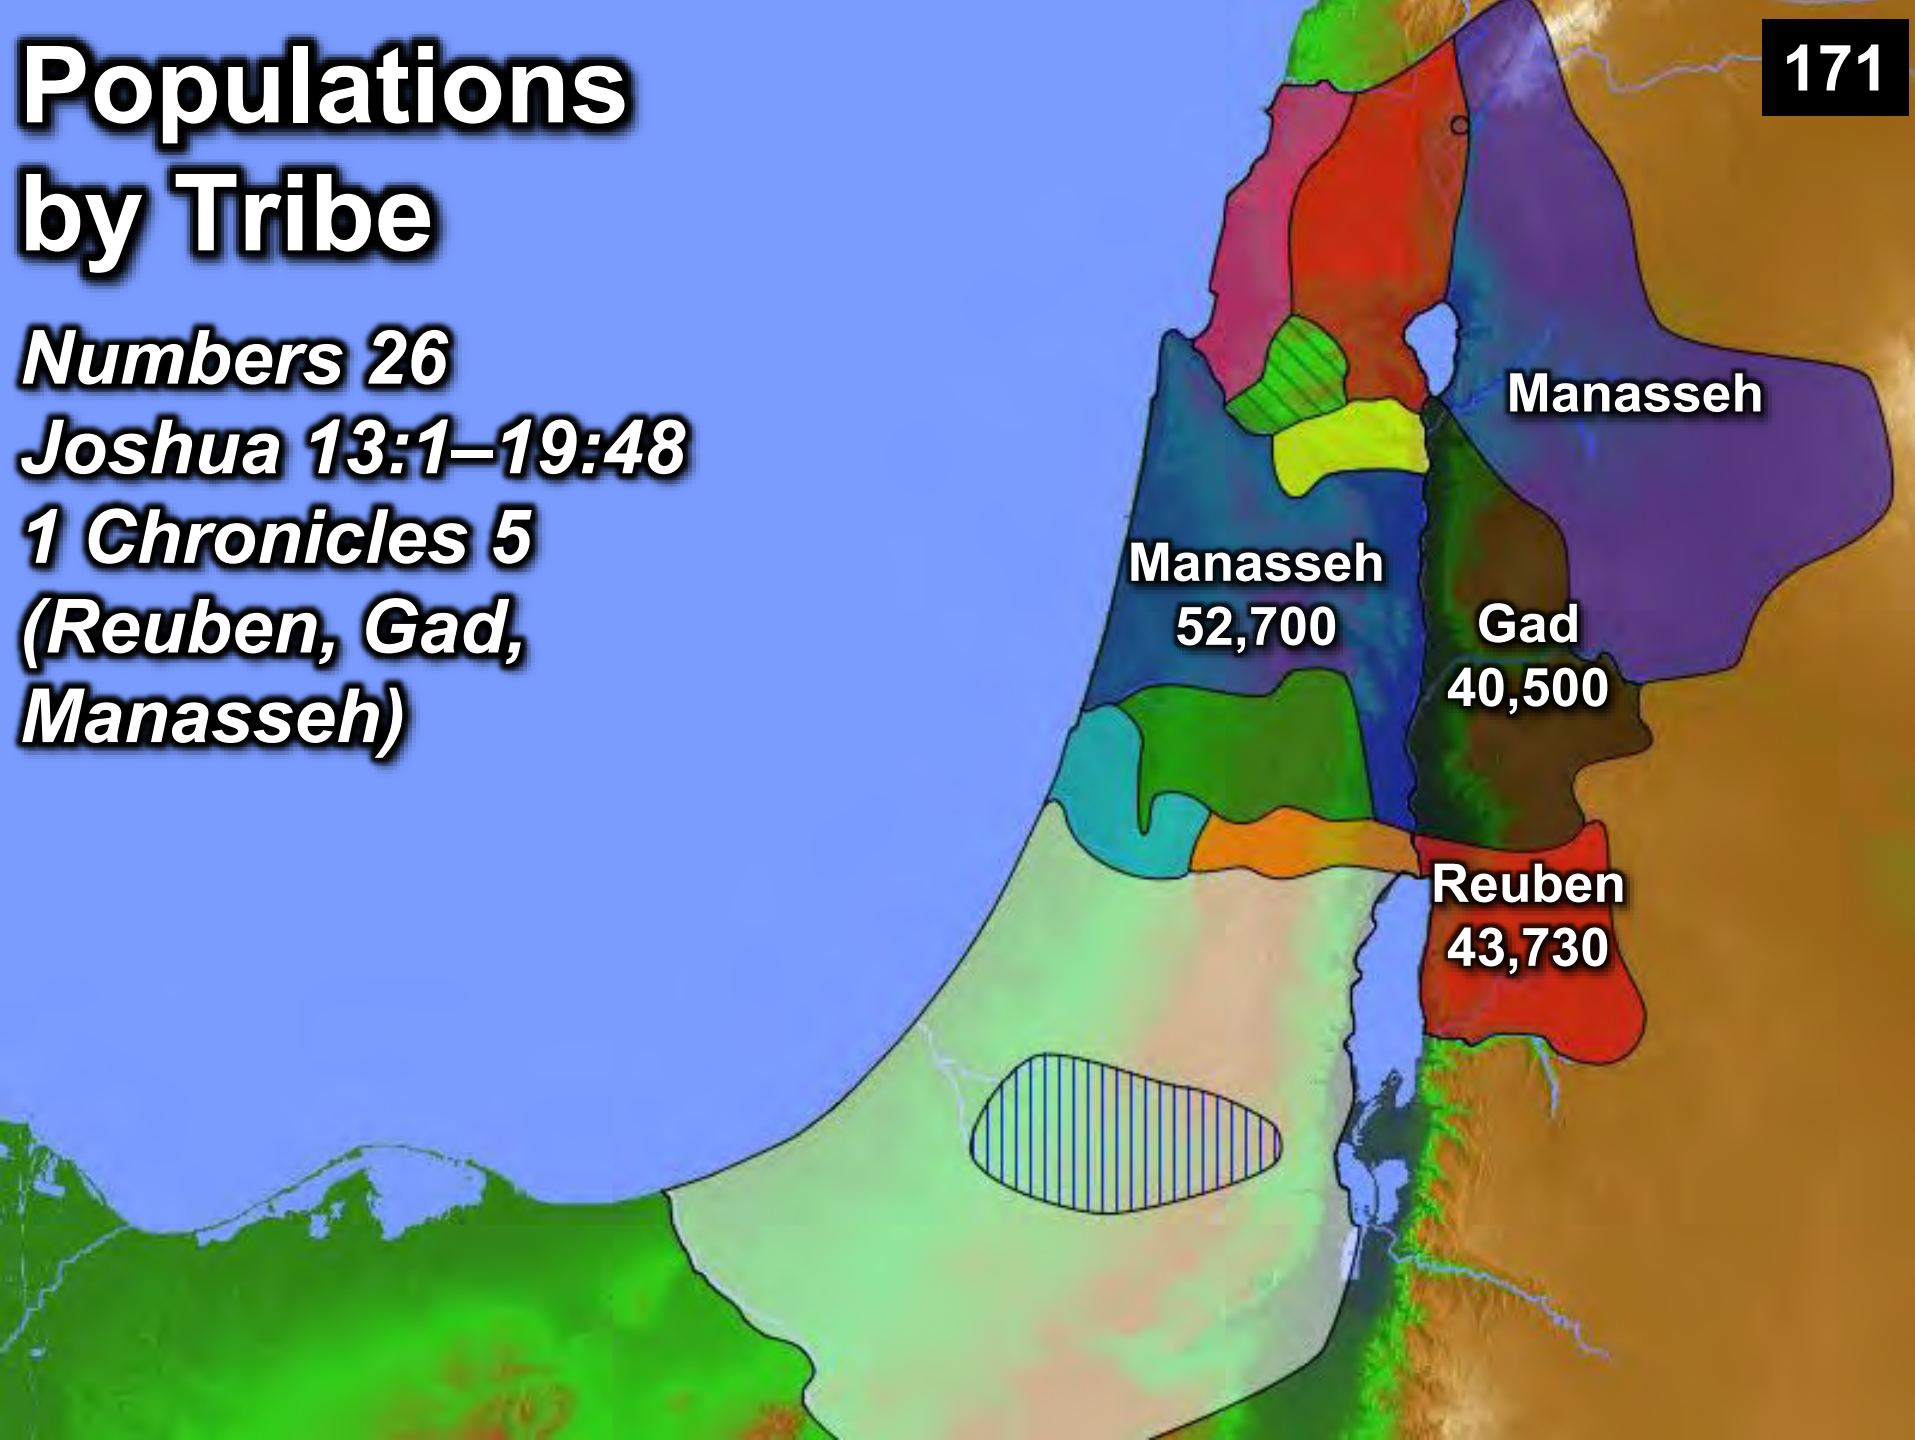 Populations
by Tribe
171
Numbers 26
Joshua 13:1–19:48
1 Chronicles 5
(Reuben, Gad,
Manasseh)
Manasseh
Manasseh
52,700
Gad
40,500
Reuben
43,730